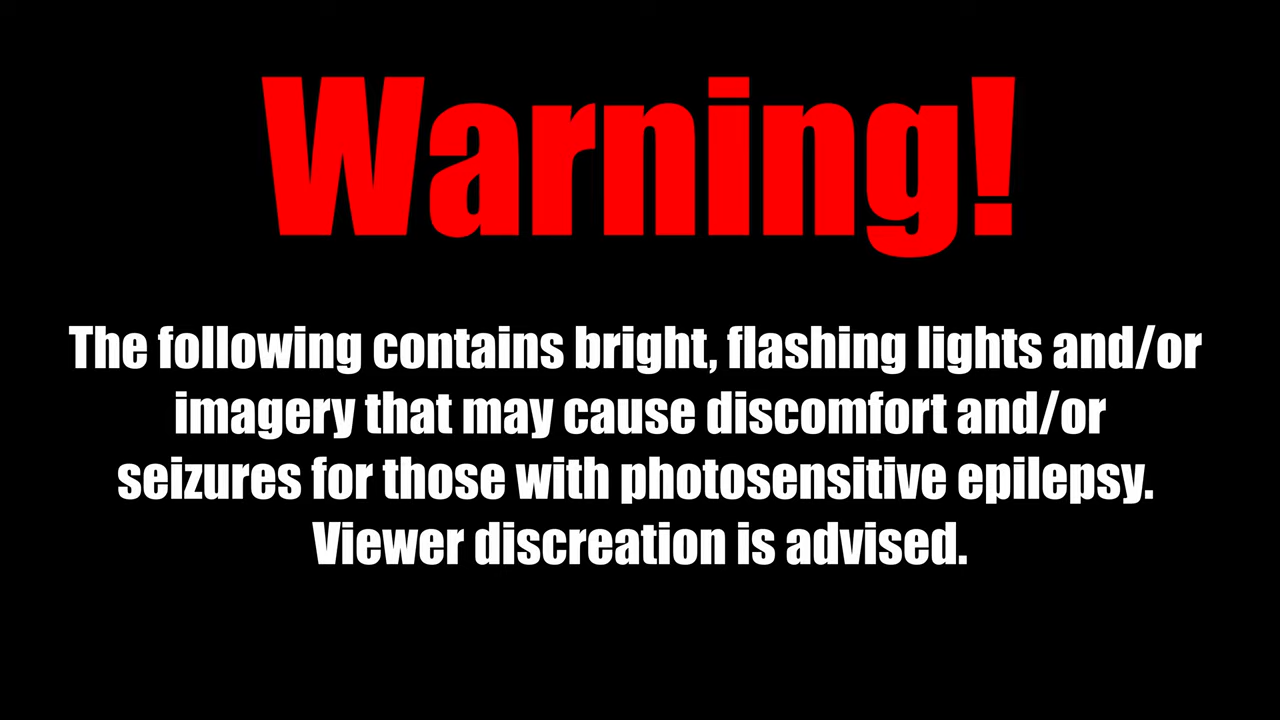 Warning!
The following contains bright, flashing lights and/or
imagery that may cause discomfort and/or
seizures for those with photosensitive epilepsy.
Viewer discreation is advised.